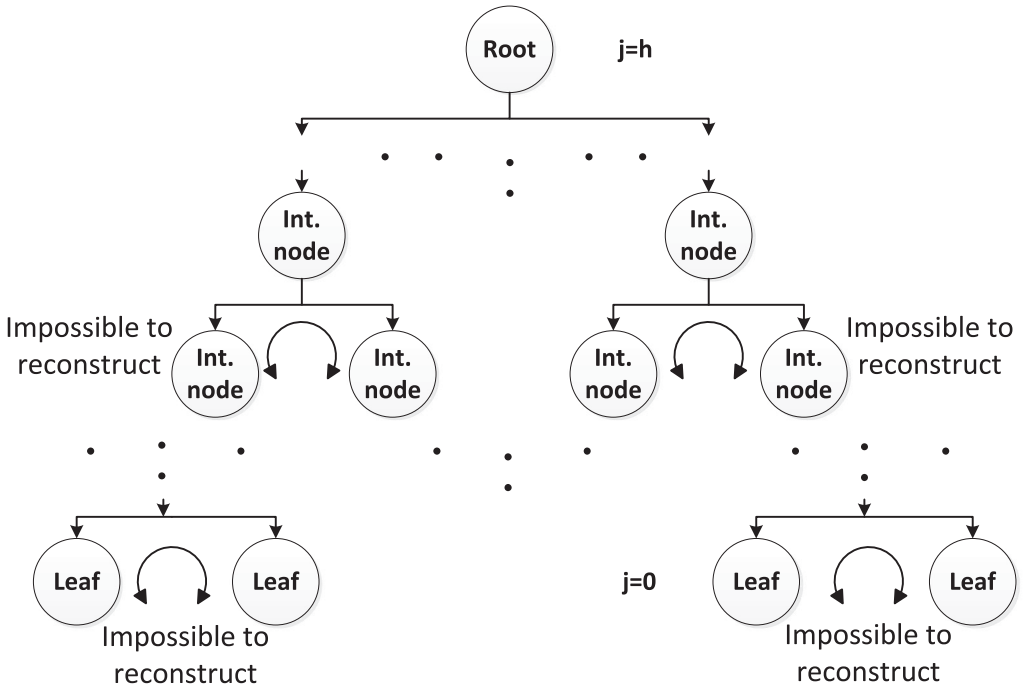 Root
j=h
Int.
node
Int.
node
Impossible to
reconstruct
Int.
node
Int.
node
Int.
node
Int.
node
Impossible to
reconstruct
Leaf
Leaf
j=0
Leaf
Leaf
Impossible to
reconstruct
Impossible to
reconstruct